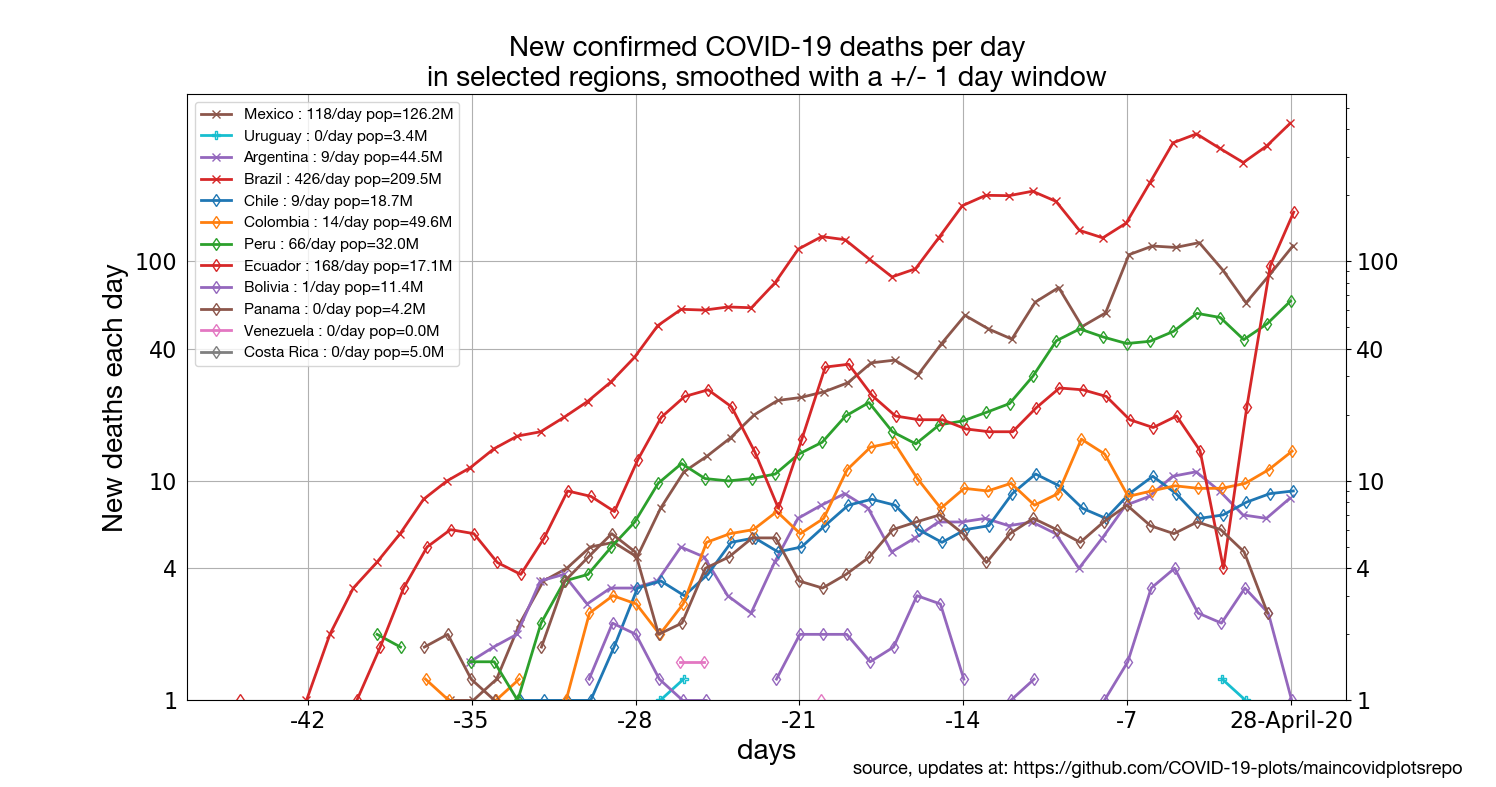 New confirmed COVID-19 deaths per day
in selected regions, smoothed with a +/- 1 day window
Mexico : 118/day pop=126.2M
Uruguay : 0/day pop=3.4M
Argentina : 9/day pop=44.5M
Brazil : 426/day pop=209.5M
Chile : 9/day pop=18.7M
Colombia : 14/day pop=49.6M
Peru : 66/day pop=32.0M
Ecuador : 168/day pop=17.1M
Bolivia : 1/day pop=11.4M
Panama : 0/day pop=4.2M
Venezuela : 0/day pop=0.0M
Costa Rica : 0/day pop=5.0M
New deaths each day
100
40
10
4
1
100
40
10
4
1
-42 -35 -28 -21 -14 -7 28-April-20
days
source, updates at: https://github.com/COVID-19-plots/maincovidplotsrepo